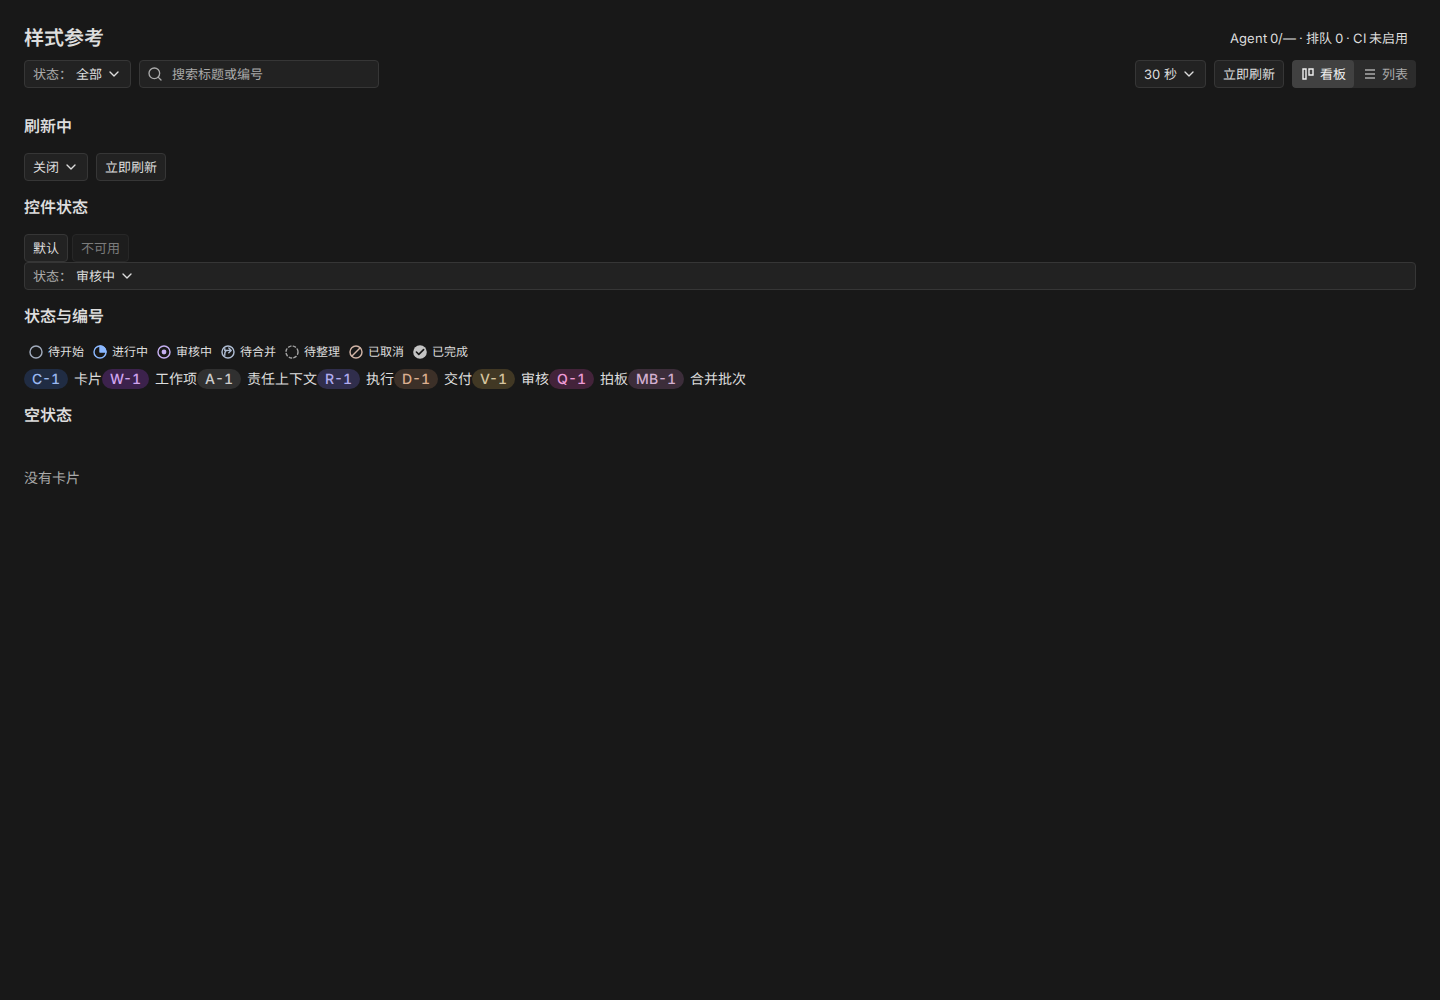 样式参考
Agent 0/— · 排队 0 · CI 未启用
状态： 全部 搜索标题或编号 30 秒 立即刷新 看板 列表
刷新中
关闭 立即刷新
控件状态
默认 不可用
状态： 审核中
状态与编号
待开始 进行中 审核中 待合并 待整理 已取消 已完成
C-1 卡片 W-1 工作项 A-1 责任上下文 R-1 执行 D-1 交付 V-1 审核 Q-1 拍板 MB-1 合并批次
空状态
没有卡片